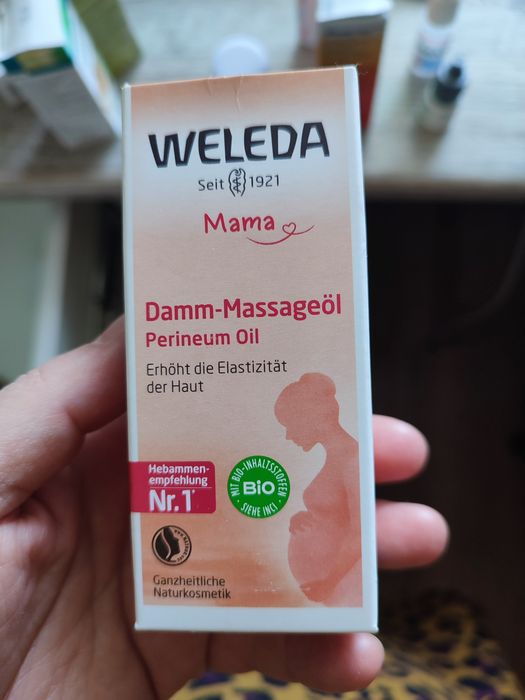 WELEDA
Seit 1921
Mama
Damm-Massageöl
Perineum Oil
Erhöht die Elastizität
der Haut
Hebammen-
empfehlung
Nr.1
MIT BIO-INHALTSSTOFFEN
BiO
SIEHE INCI
Ganzheitliche
Naturkosmetik